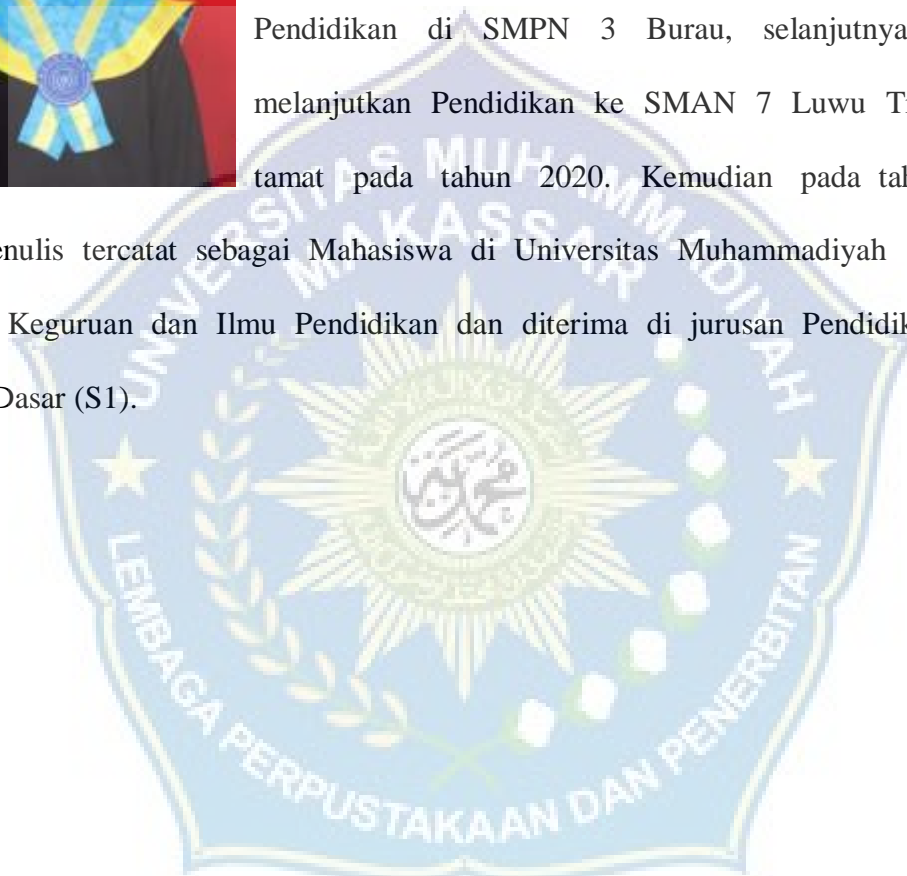 Pendidikan di SMPN 3 Burau, selanjutnya
melanjutkan Pendidikan ke SMAN 7 Luwu
tamat pada tahun 2020. Kemudian pada
tercatat sebagai Mahasiswa di Universitas Muhammadiyah
Keguruan dan Ilmu Pendidikan dan diterima di jurusan
Dasar (S1).
UNIVERSITAS MUHAMMADIYAH
MAKASSAR
LEMBAGA PERPUSTAKAAN DAN PENERBITAN